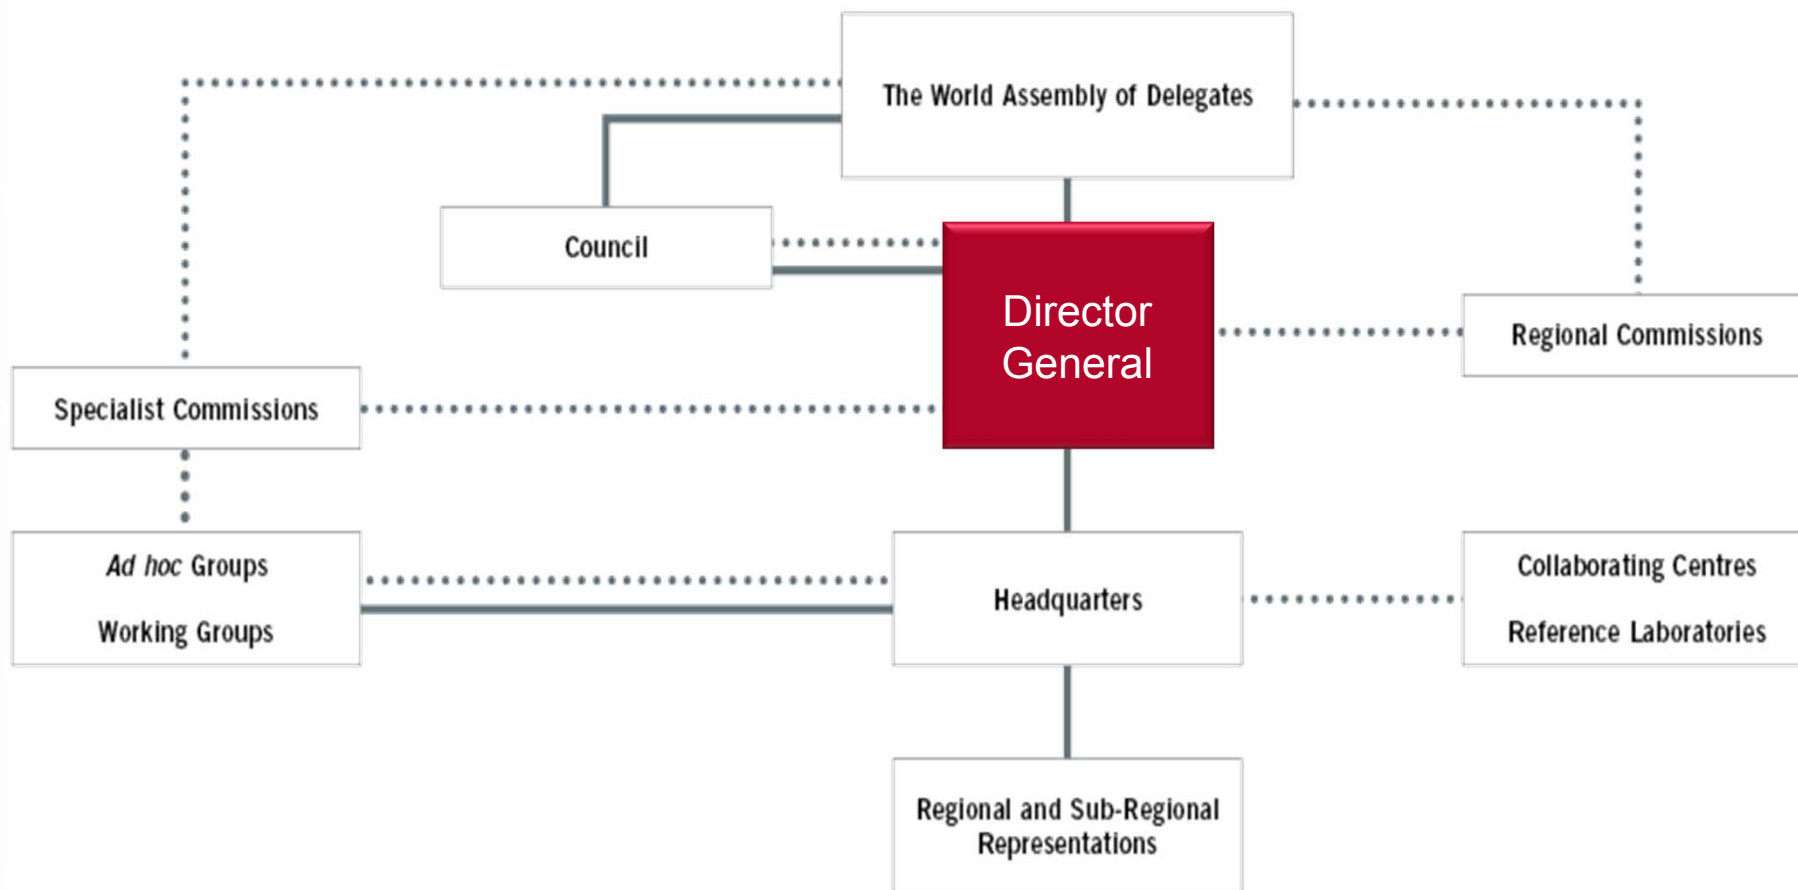 The World Assembly of Delegates
Council
Director
General
Regional Commissions
Specialist Commissions
Ad hoc Groups
Working Groups
Headquarters
Collaborating Centres
Reference Laboratories
Regional and Sub-Regional
Representations